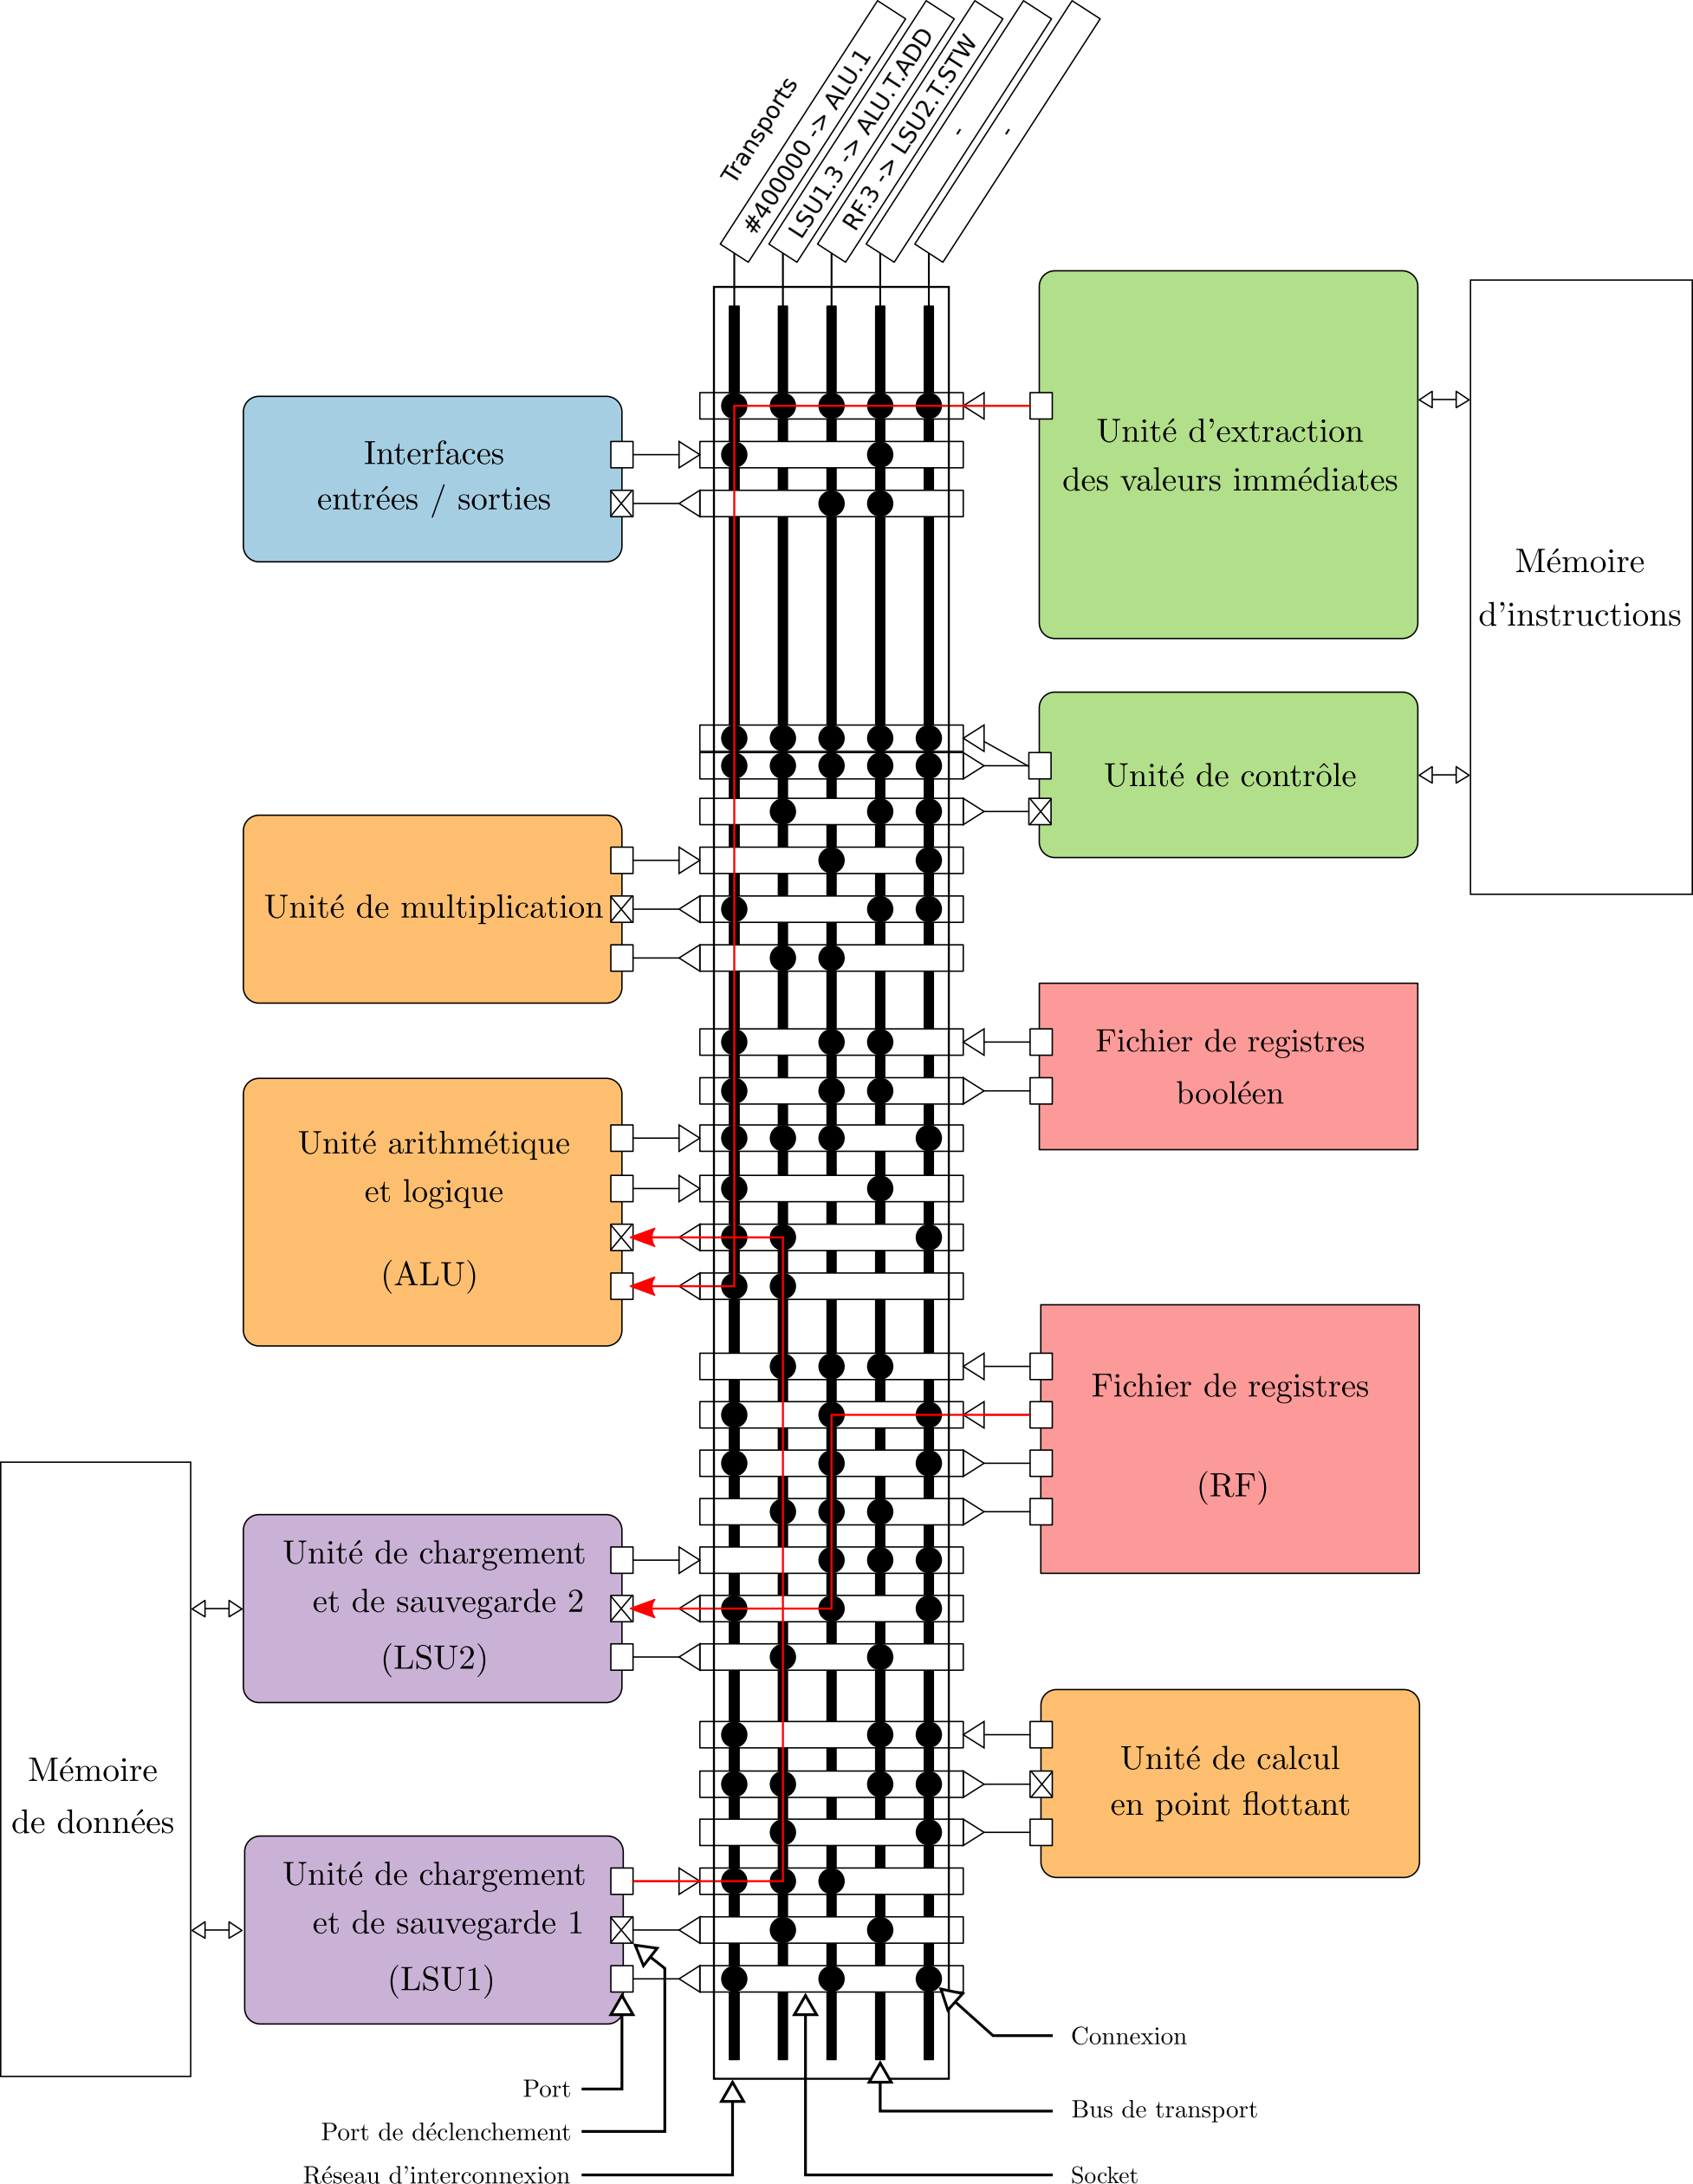 Transports
#400000 -> ALU.1
LSU1.3 -> ALU.T.ADD
RF.3 -> LSU2.T.STW
-
-
Interfaces
entrées / sorties
Unité d'extraction
des valeurs immédiates
Mémoire
d'instructions
Unité de contrôle
Unité de multiplication
Fichier de registres
booléen
Unité arithmétique
et logique
(ALU)
Fichier de registres
(RF)
Unité de chargement
et de sauvegarde 2
(LSU2)
Mémoire
de données
Unité de calcul
en point flottant
Unité de chargement
et de sauvegarde 1
(LSU1)
Connexion
Port
Bus de transport
Port de déclenchement
Réseau d'interconnexion
Socket